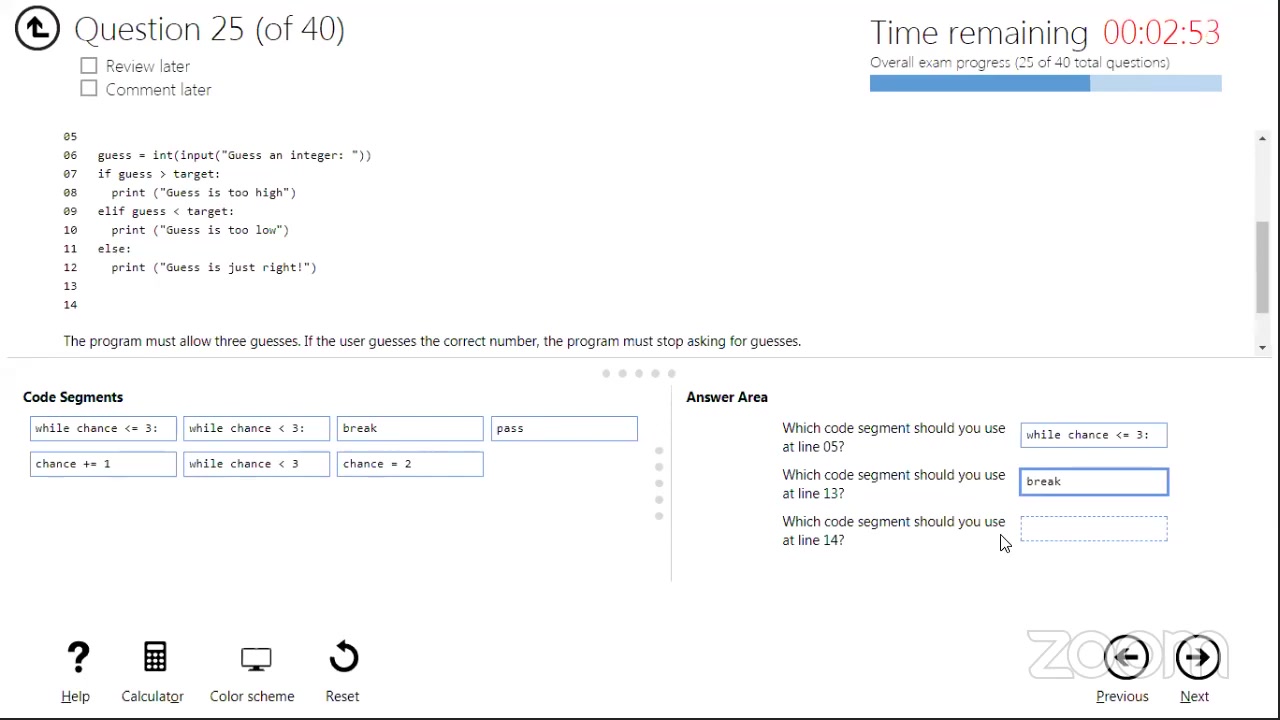 Question 25 (of 40)
Time remaining 00:02:53
Review later
Overall exam progress (25 of 40 total questions)
Comment later
05
06 guess = int(input("Guess an integer: "))
07 if guess > target:
08 print ("Guess is too high")
09 elif guess < target:
10 print ("Guess is too low")
11 else:
12 print ("Guess is just right!")
13
14
The program must allow three guesses. If the user guesses the correct number, the program must stop asking for guesses.
Code Segments
while chance <= 3: while chance < 3: break pass
chance += 1 while chance < 3 chance = 2
Answer Area
Which code segment should you use
at line 05?
while chance <= 3:
Which code segment should you use
at line 13?
break
Which code segment should you use
at line 14?
zoom
Help Calculator Color scheme Reset Previous Next